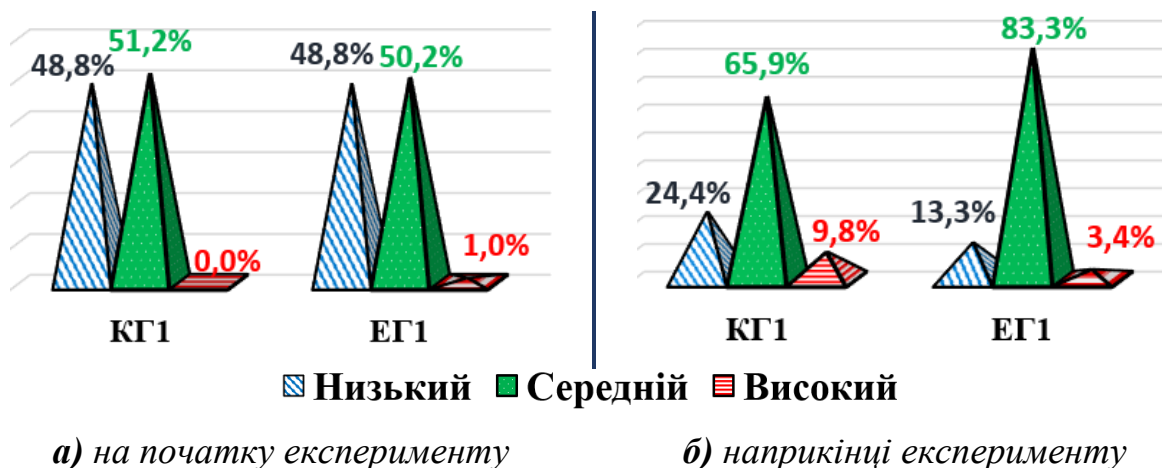 48,8% 51,2% 0,0% 48,8% 50,2% 1,0%
КГ1 ЕГ1
24,4% 65,9% 9,8% 13,3% 83,3% 3,4%
КГ1 ЕГ1
Низький Середній Високий
а) на початку експерименту
б) наприкінці експерименту